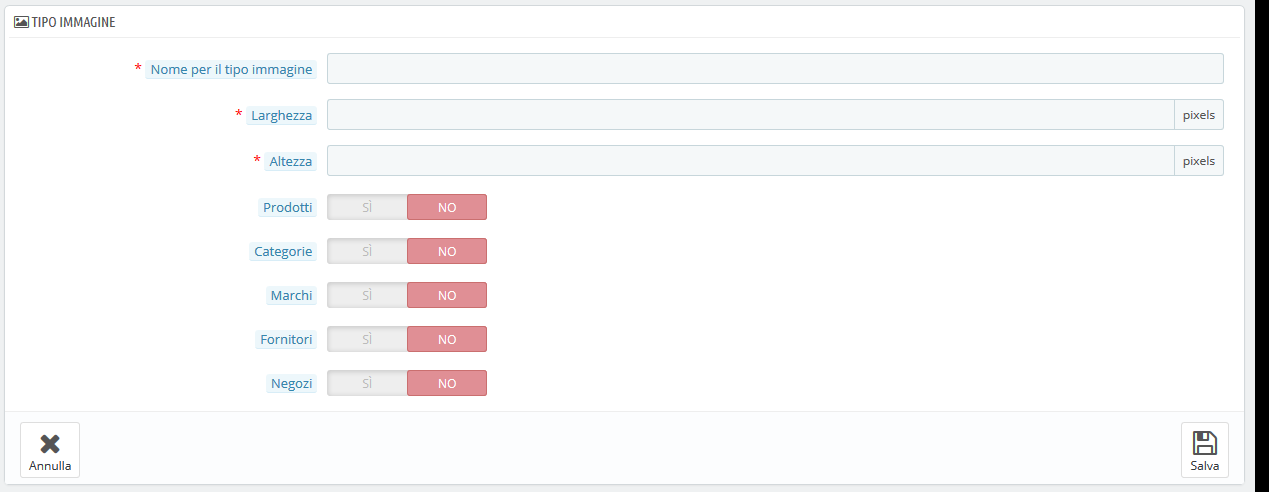 TIPO IMMAGINE
* Nome per il tipo immagine
* Larghezza pixels
* Altezza pixels
Prodotti SÌ NO
Categorie SÌ NO
Marchi SÌ NO
Fornitori SÌ NO
Negozi SÌ NO
Annulla Salva